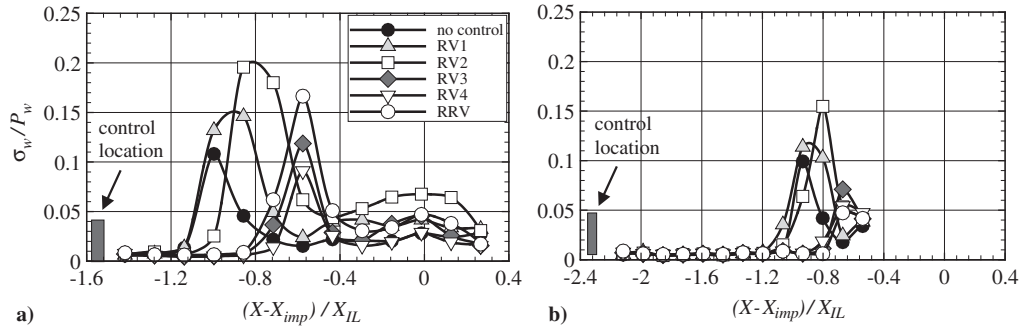 0.25
0.2
0.15
0.1
0.05
0
σw/Pw
control
location
no control
RV1
RV2
RV3
RV4
RRV
-1.6 -1.2 -0.8 -0.4 0 0.4
a) (X-Ximp) / XIL
0.25
0.2
0.15
0.1
0.05
0
control
location
-2.4 -2 -1.6 -1.2 -0.8 -0.4 0 0.4
b) (X-Ximp) / XIL